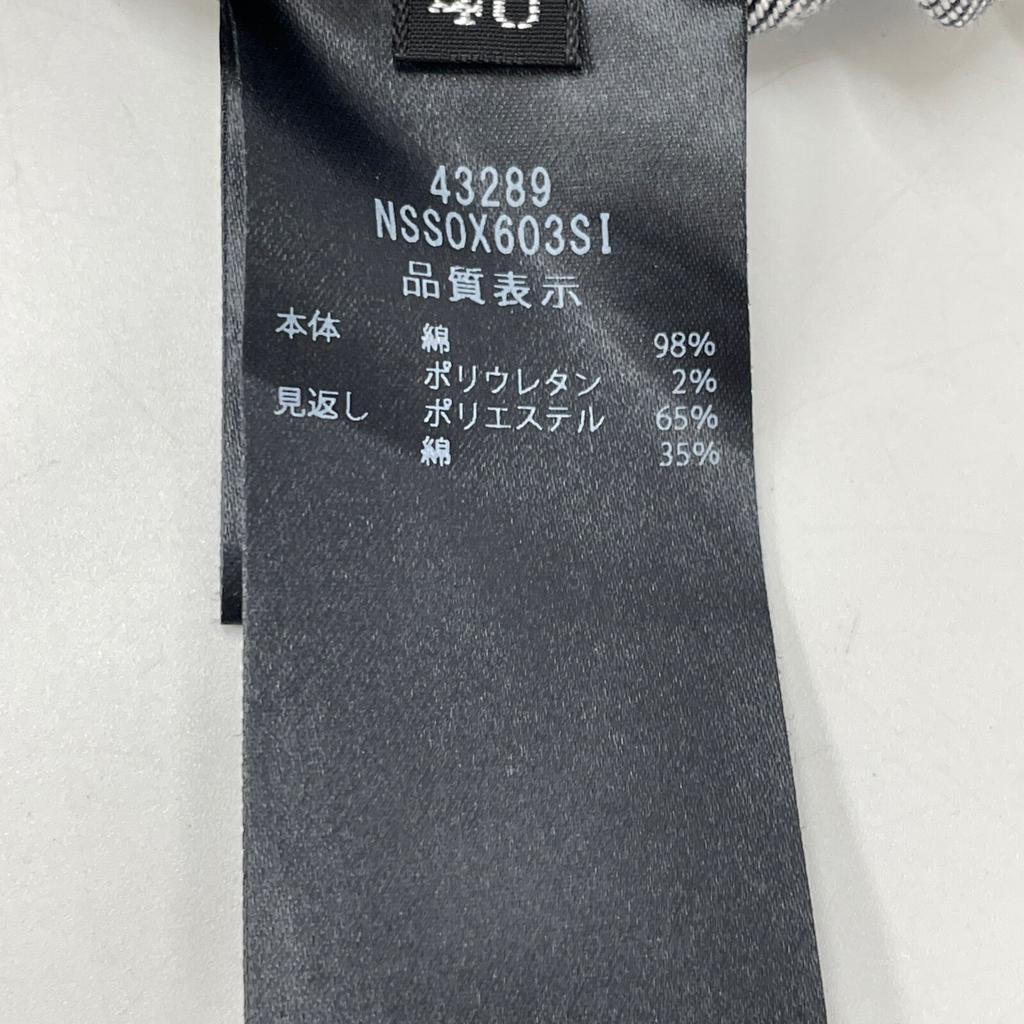 40
43289
NSSOX603SI
品質表示
本体 綿 98%
ポリウレタン 2%
見返し ポリエステル 65%
綿 35%